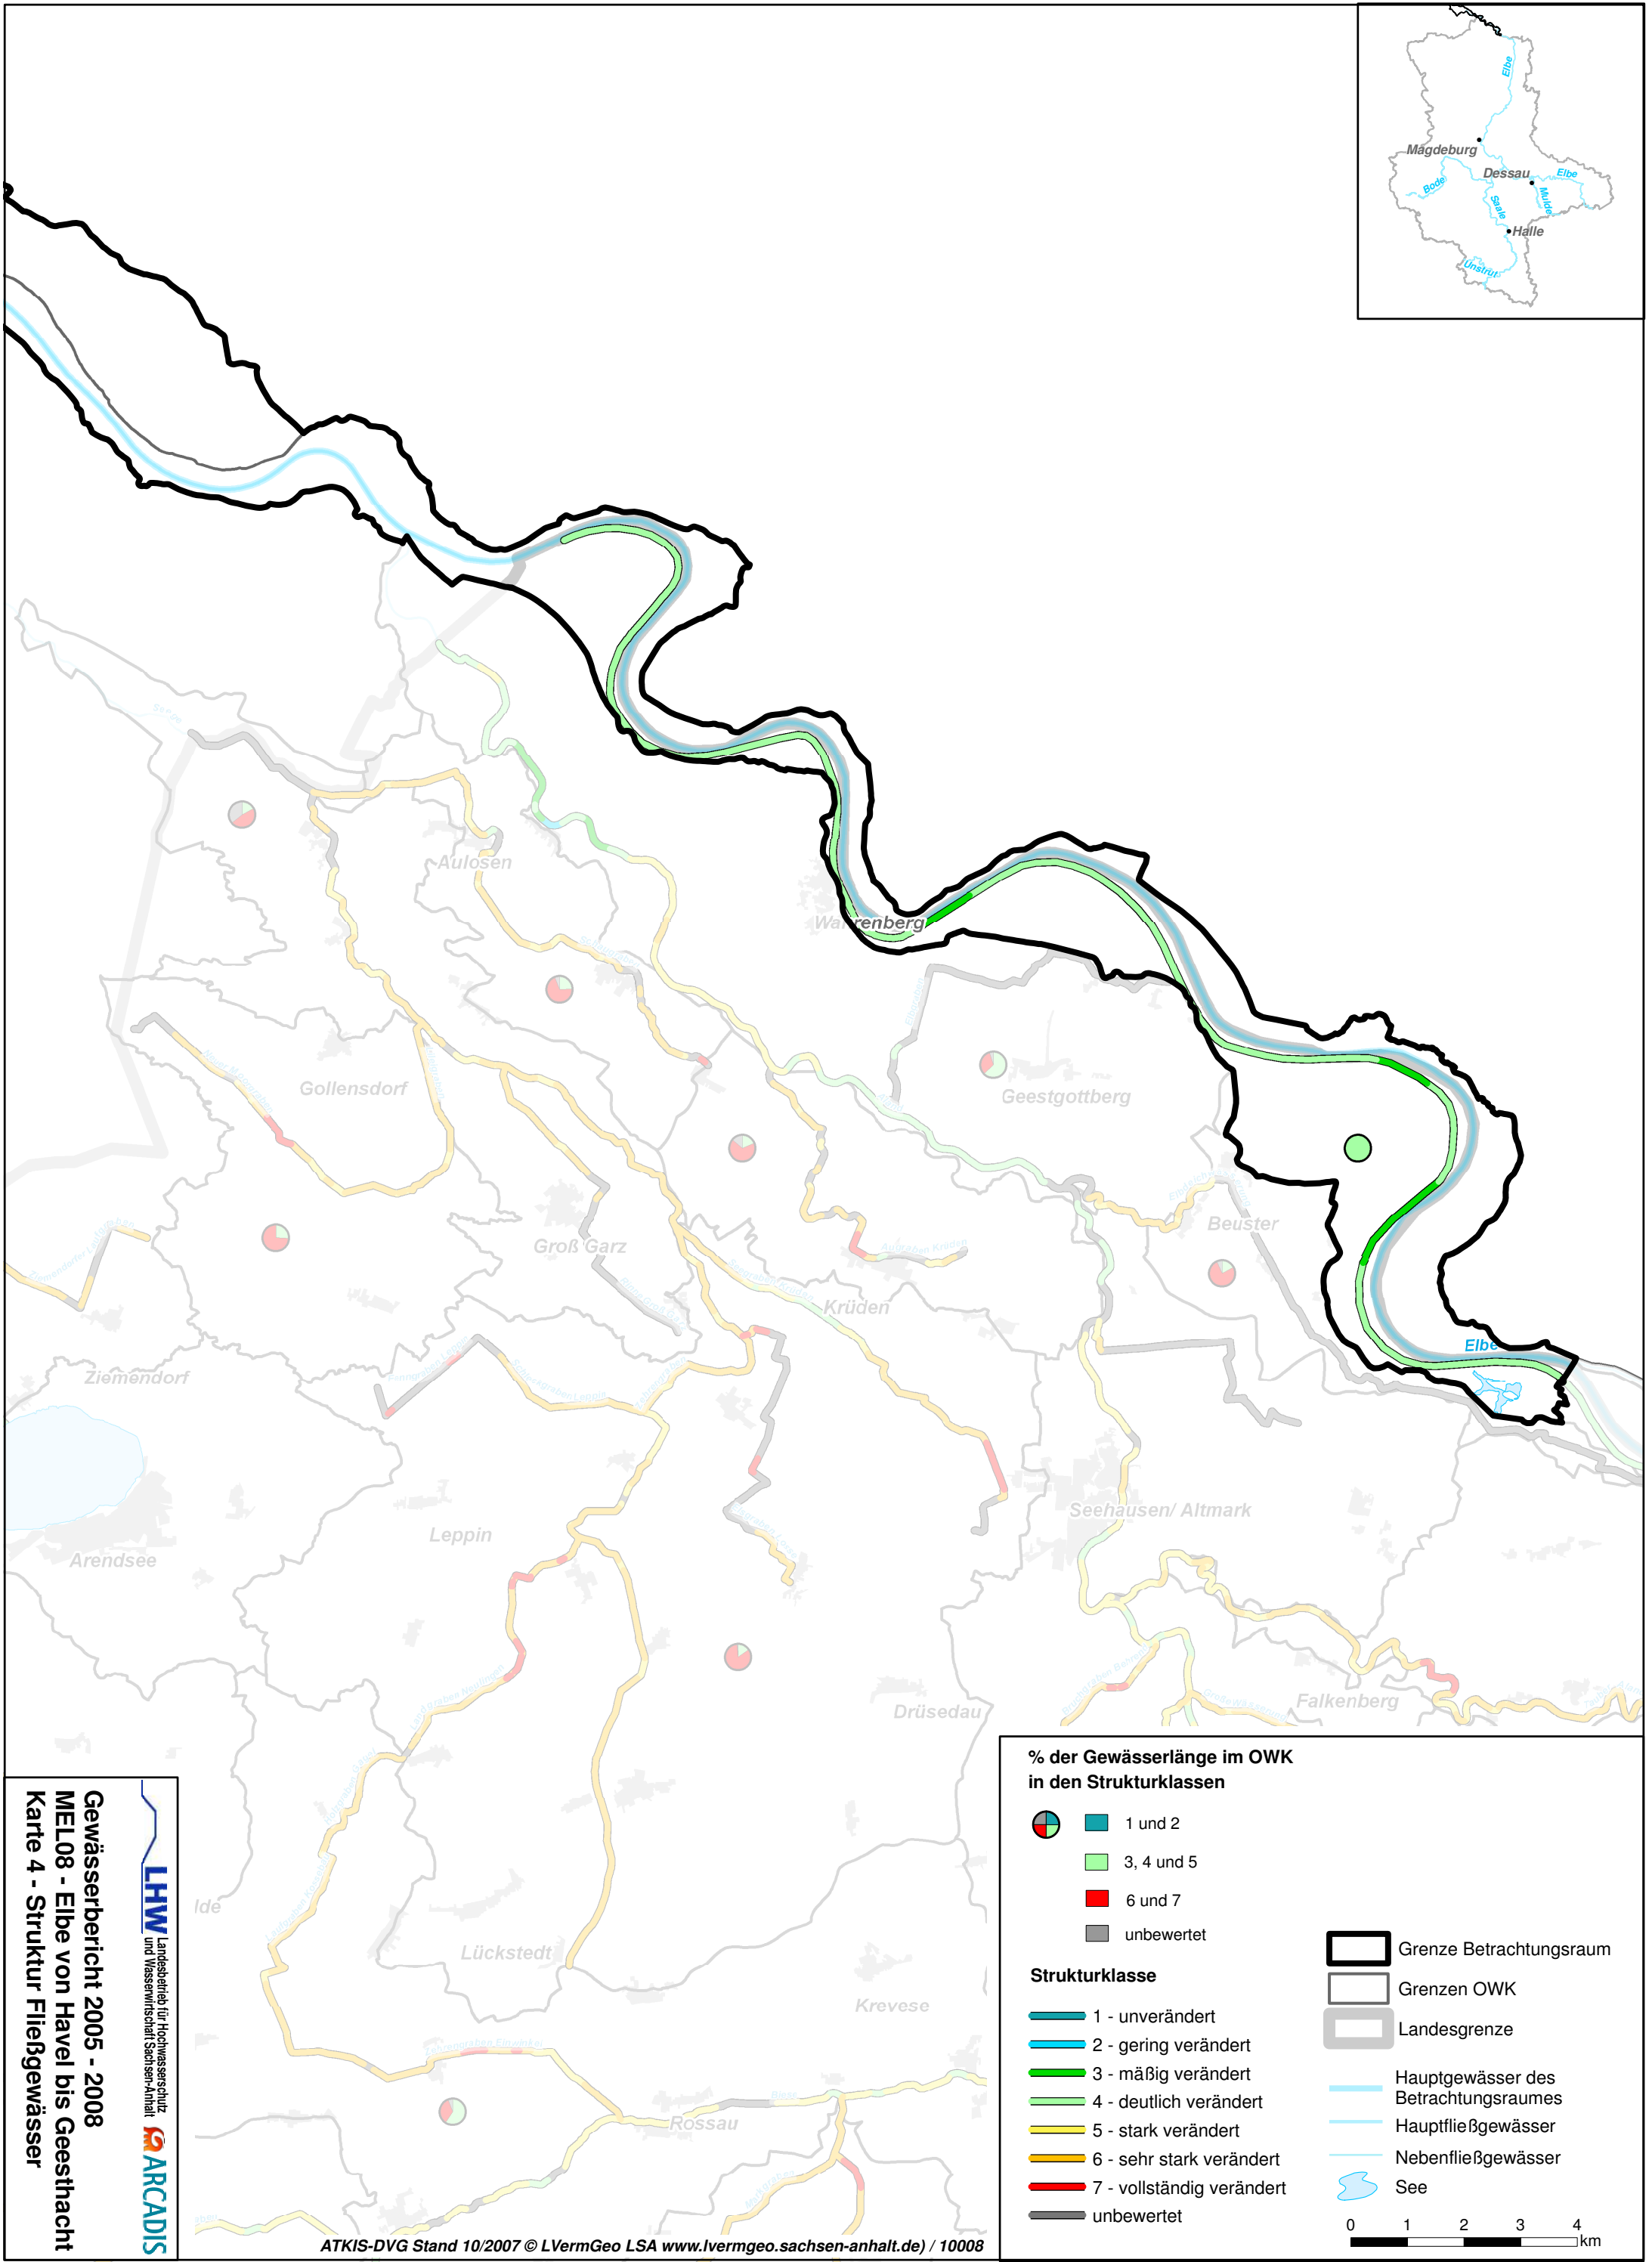 Elbe
Magdeburg
Dessau
Elbe
Bode
Saale
Mulde
Halle
Unstrut
Aulosen
Wahrenberg
Gollensdorf
Geestgottberg
Beuster
Groß Garz
Aulgraben Krüden
Krüden
Elbe
Ziemendorf
Seehausen/ Altmark
Leppin
Arendsee
Drüsedau
Falkenberg
lde
Lückstedt
Krevese
Rossau
% der Gewässerlänge im OWK
in den Strukturklassen
1 und 2
3, 4 und 5
6 und 7
unbewertet
Strukturklasse
1 - unverändert
2 - gering verändert
3 - mäßig verändert
4 - deutlich verändert
5 - stark verändert
6 - sehr stark verändert
7 - vollständig verändert
unbewertet
Grenze Betrachtungsraum
Grenzen OWK
Landesgrenze
Hauptgewässer des
Betrachtungsraumes
Hauptfließgewässer
Nebenfließgewässer
See
0 1 2 3 4
km
LHW
Landesbetrieb für Hochwasserschutz
und Wasserwirtschaft Sachsen-Anhalt
ARCADIS
Gewässerbericht 2005 - 2008
MEL08 - Elbe von Havel bis Geesthacht
Karte 4 - Struktur Fließgewässer
ATKIS-DVG Stand 10/2007 © LVermGeo LSA www.lvermgeo.sachsen-anhalt.de) / 10008